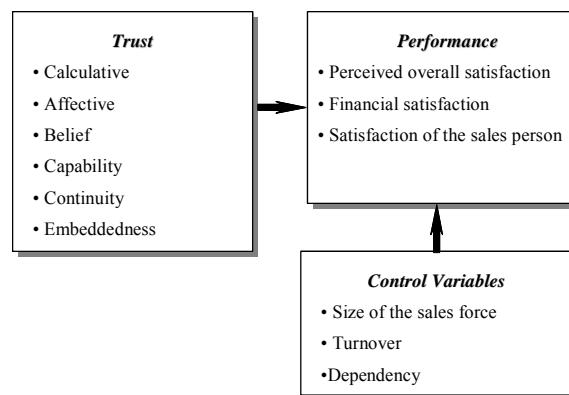 Trust
• Calculative
• Affective
• Belief
• Capability
• Continuity
• Embeddedness
Performance
• Perceived overall satisfaction
• Financial satisfaction
• Satisfaction of the sales person
Control Variables
• Size of the sales force
• Turnover
•Dependency